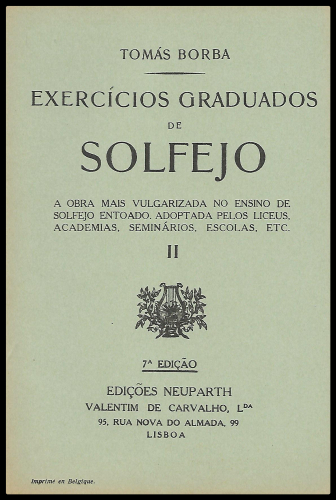 TOMÁS BORBA
EXERCÍCIOS GRADUADOS
DE
SOLFEJO
A OBRA MAIS VULGARIZADA NO ENSINO DE
SOLFEJO ENTOADO. ADOPTADA PELOS LICEUS,
ACADEMIAS, SEMINÁRIOS, ESCOLAS, ETC.
II
7ª EDIÇÃO
EDIÇÕES NEUPARTH
VALENTIM DE CARVALHO, LDA
95, RUA NOVA DO ALMADA, 99
LISBOA
Imprime en Belgique.